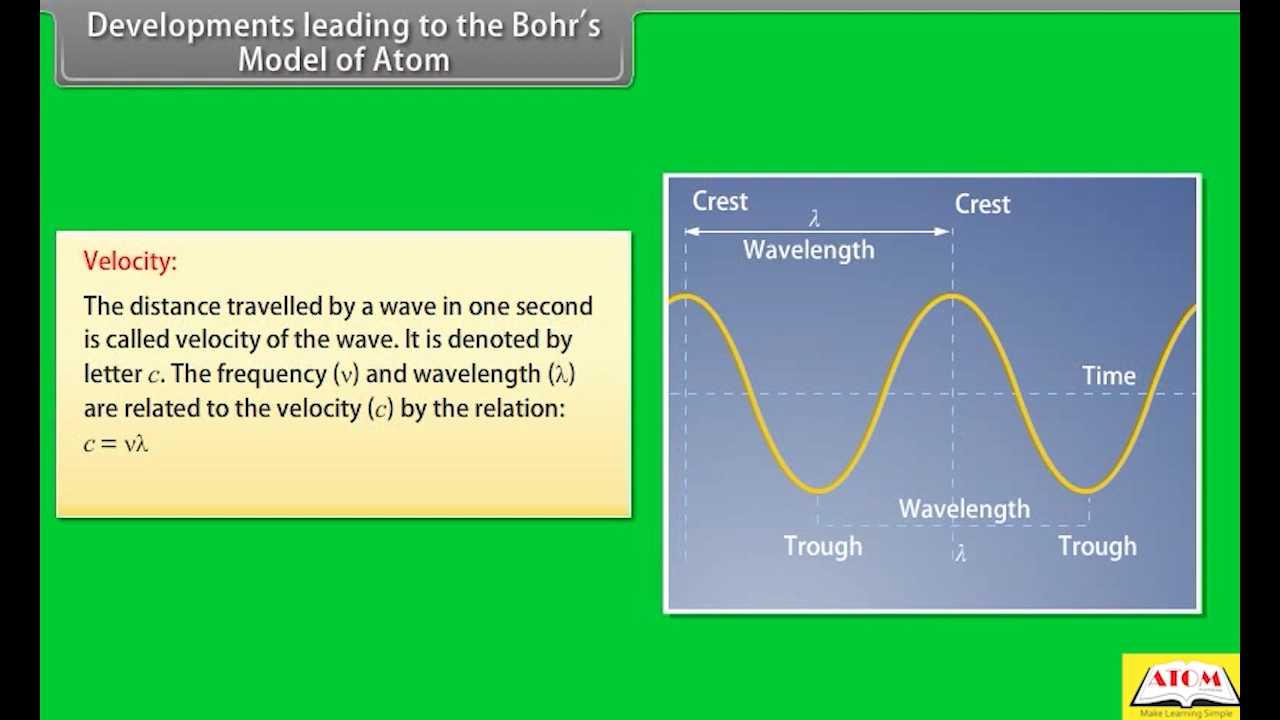 Developments leading to the Bohr′s
Model of Atom
Velocity:
The distance travelled by a wave in one second
is called velocity of the wave. It is denoted by
letter c. The frequency (ν) and wavelength (λ)
are related to the velocity (c) by the relation:
c = νλ
Crest
Crest
λ
Wavelength
Time
Wavelength
Trough
λ
Trough
ATOM
Make Learning Simple